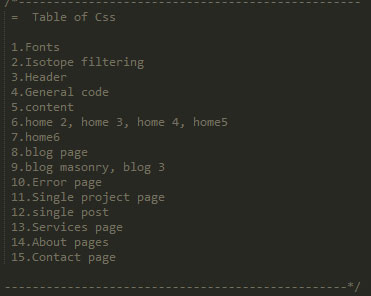 /*------------------------------------------------
= Table of Css
1.Fonts
2.Isotope filtering
3.Header
4.General code
5.content
6.home 2, home 3, home 4, home5
7.home6
8.blog page
9.blog masonry, blog 3
10.Error page
11.Single project page
12.single post
13.Services page
14.About pages
15.Contact page
------------------------------------------------*/